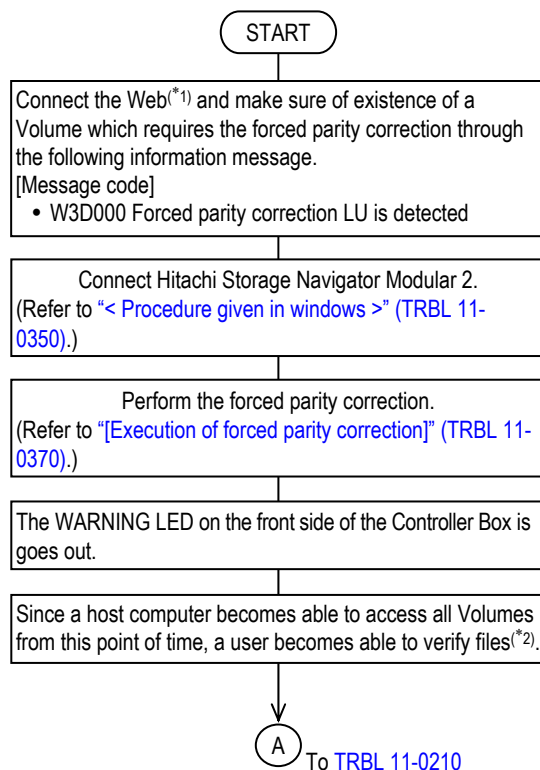 START
Connect the Web(*1) and make sure of existence of a
Volume which requires the forced parity correction through
the following information message.
[Message code]
• W3D000 Forced parity correction LU is detected
Connect Hitachi Storage Navigator Modular 2.
(Refer to “< Procedure given in windows >” (TRBL 11-
0350).)
Perform the forced parity correction.
(Refer to “[Execution of forced parity correction]” (TRBL 11-
0370).)
The WARNING LED on the front side of the Controller Box is
goes out.
Since a host computer becomes able to access all Volumes
from this point of time, a user becomes able to verify files(*2).
A
To TRBL 11-0210